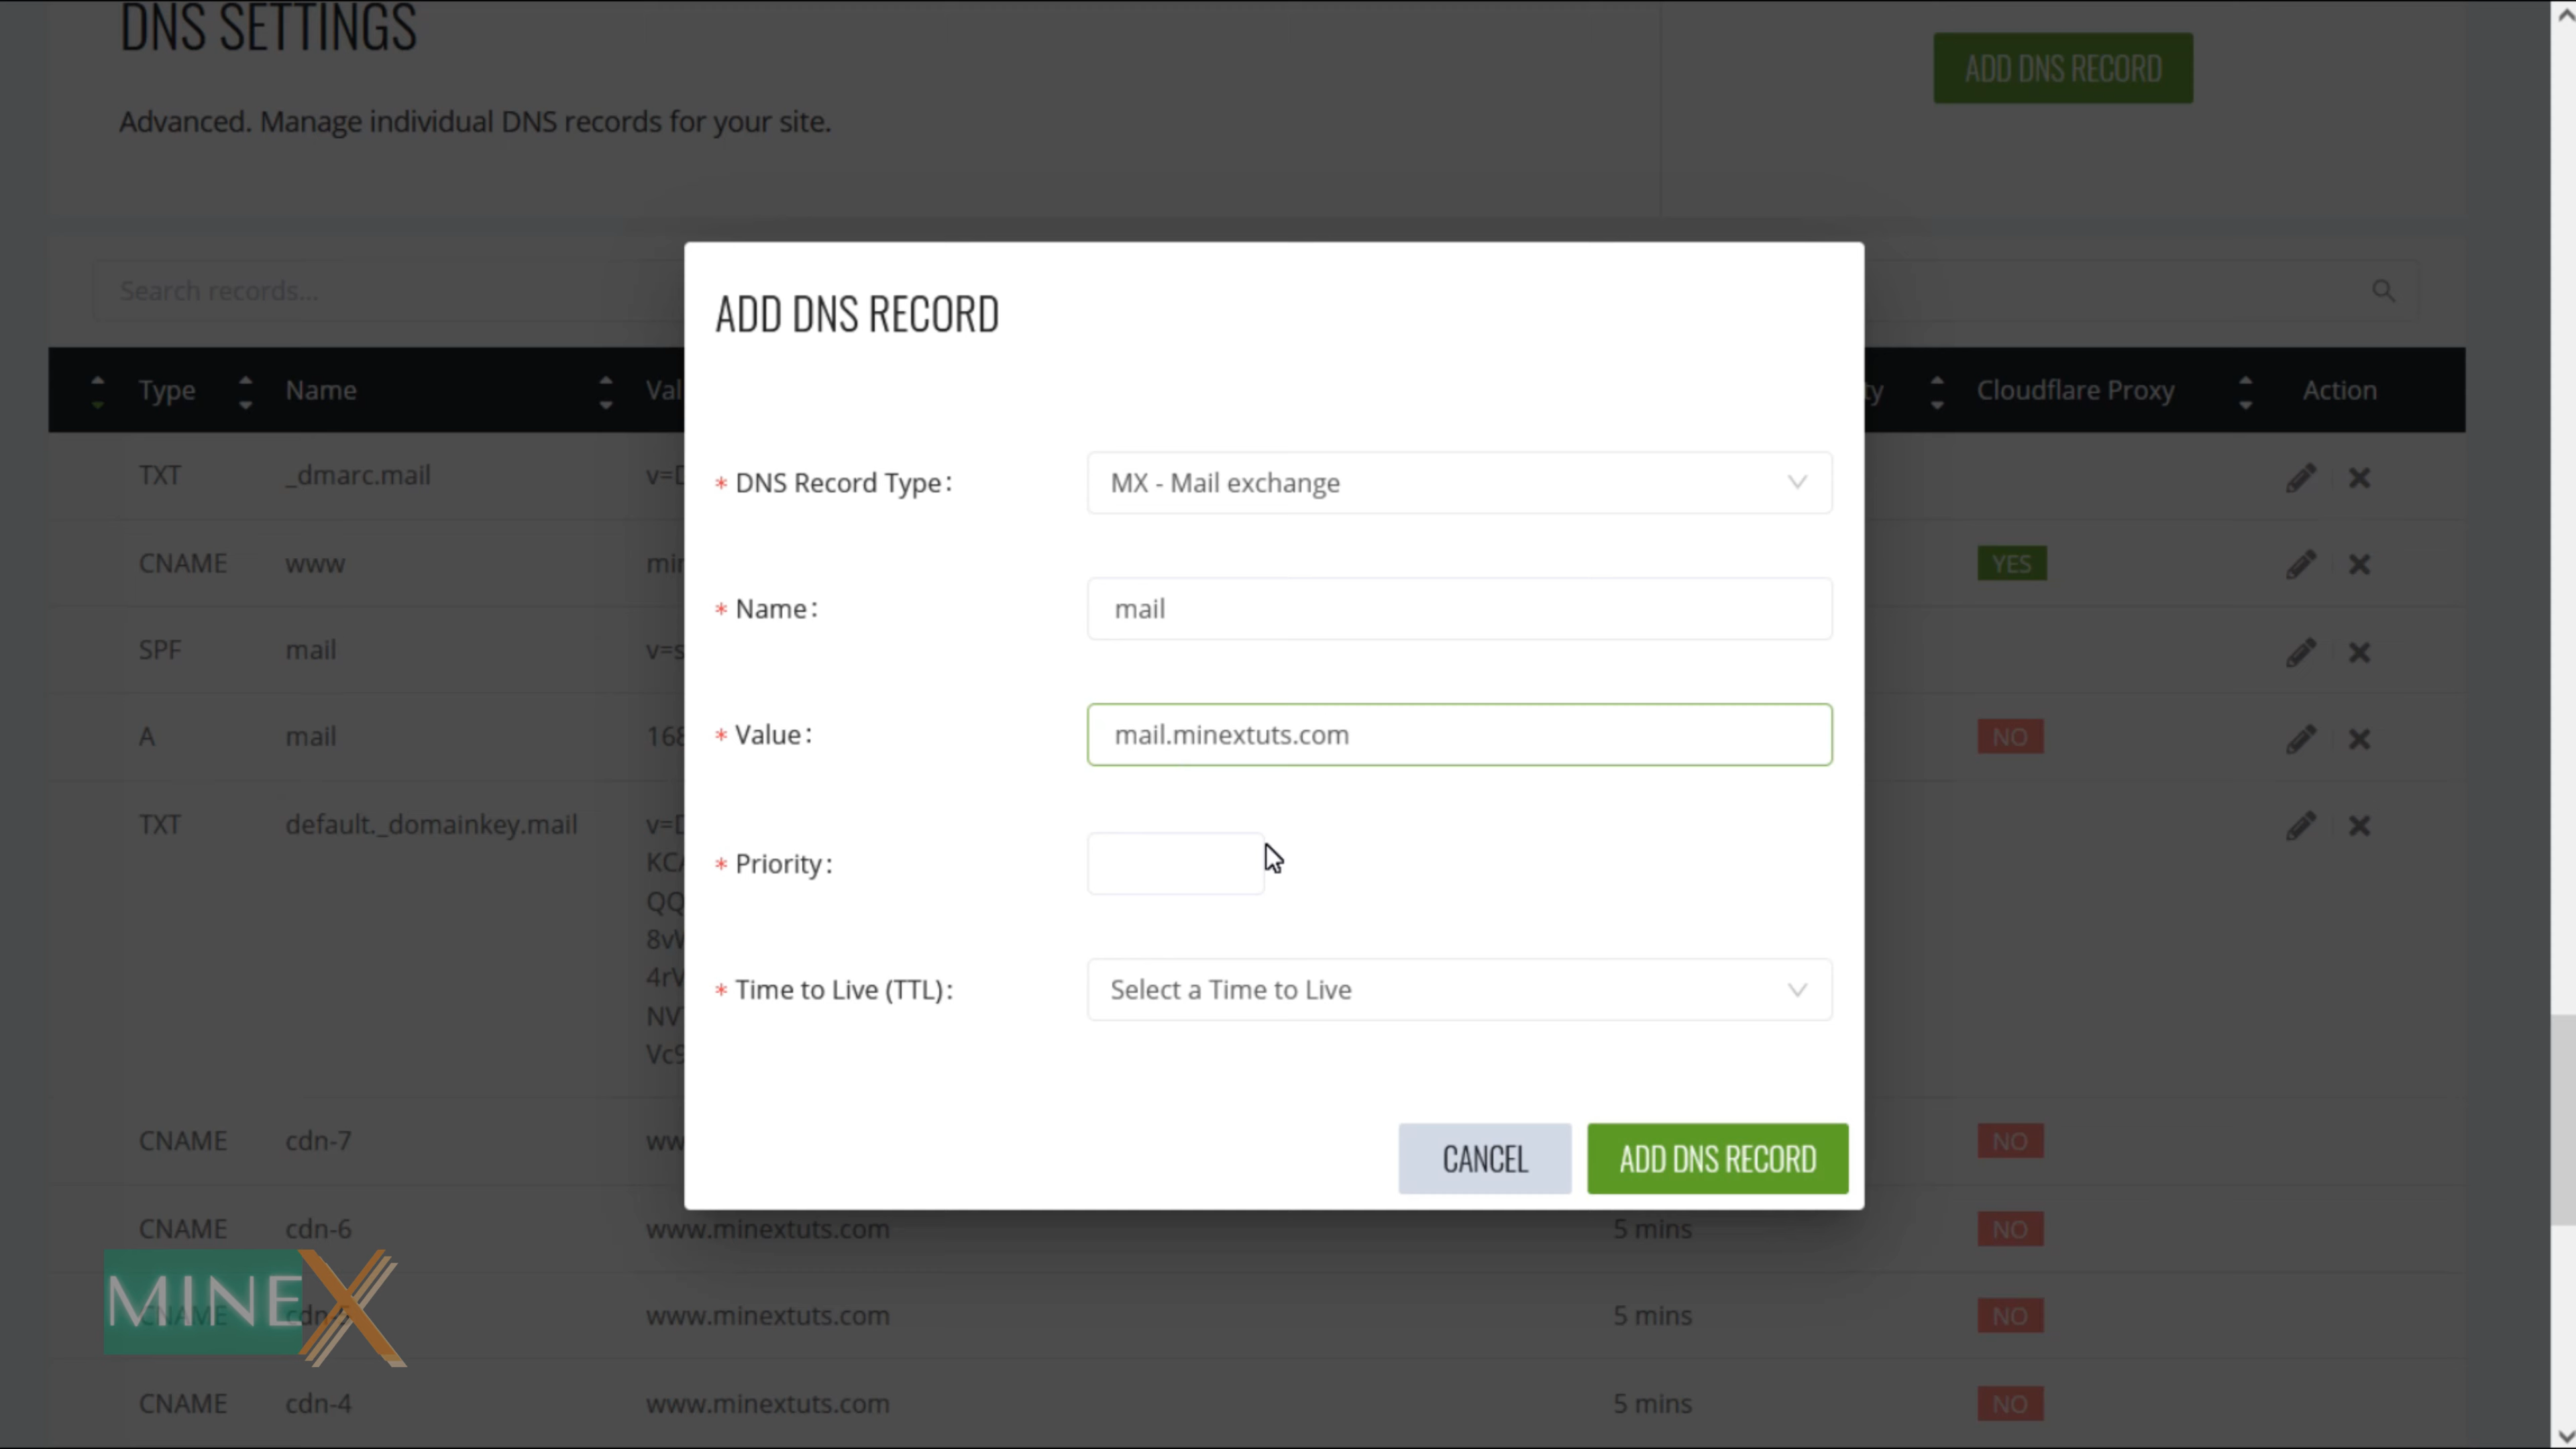 DNS SETTINGS
ADD DNS RECORD
Advanced. Manage individual DNS records for your site.
Search records...
ADD DNS RECORD
Type Name Val ty Cloudflare Proxy Action
* DNS Record Type: MX - Mail exchange
* Name: mail
* Value: mail.minextuts.com
* Priority:
* Time to Live (TTL): Select a Time to Live
CANCEL ADD DNS RECORD
TXT _dmarc.mail v=D
CNAME www min YES
SPF mail v=s
A mail 168 NO
TXT default._domainkey.mail v=D
KCA
QQ
8vW
4rV
NV
Vc9
CNAME cdn-7 ww NO
CNAME cdn-6 www.minextuts.com 5 mins NO
CNAME cdn-5 www.minextuts.com 5 mins NO
CNAME cdn-4 www.minextuts.com 5 mins NO
MINEX